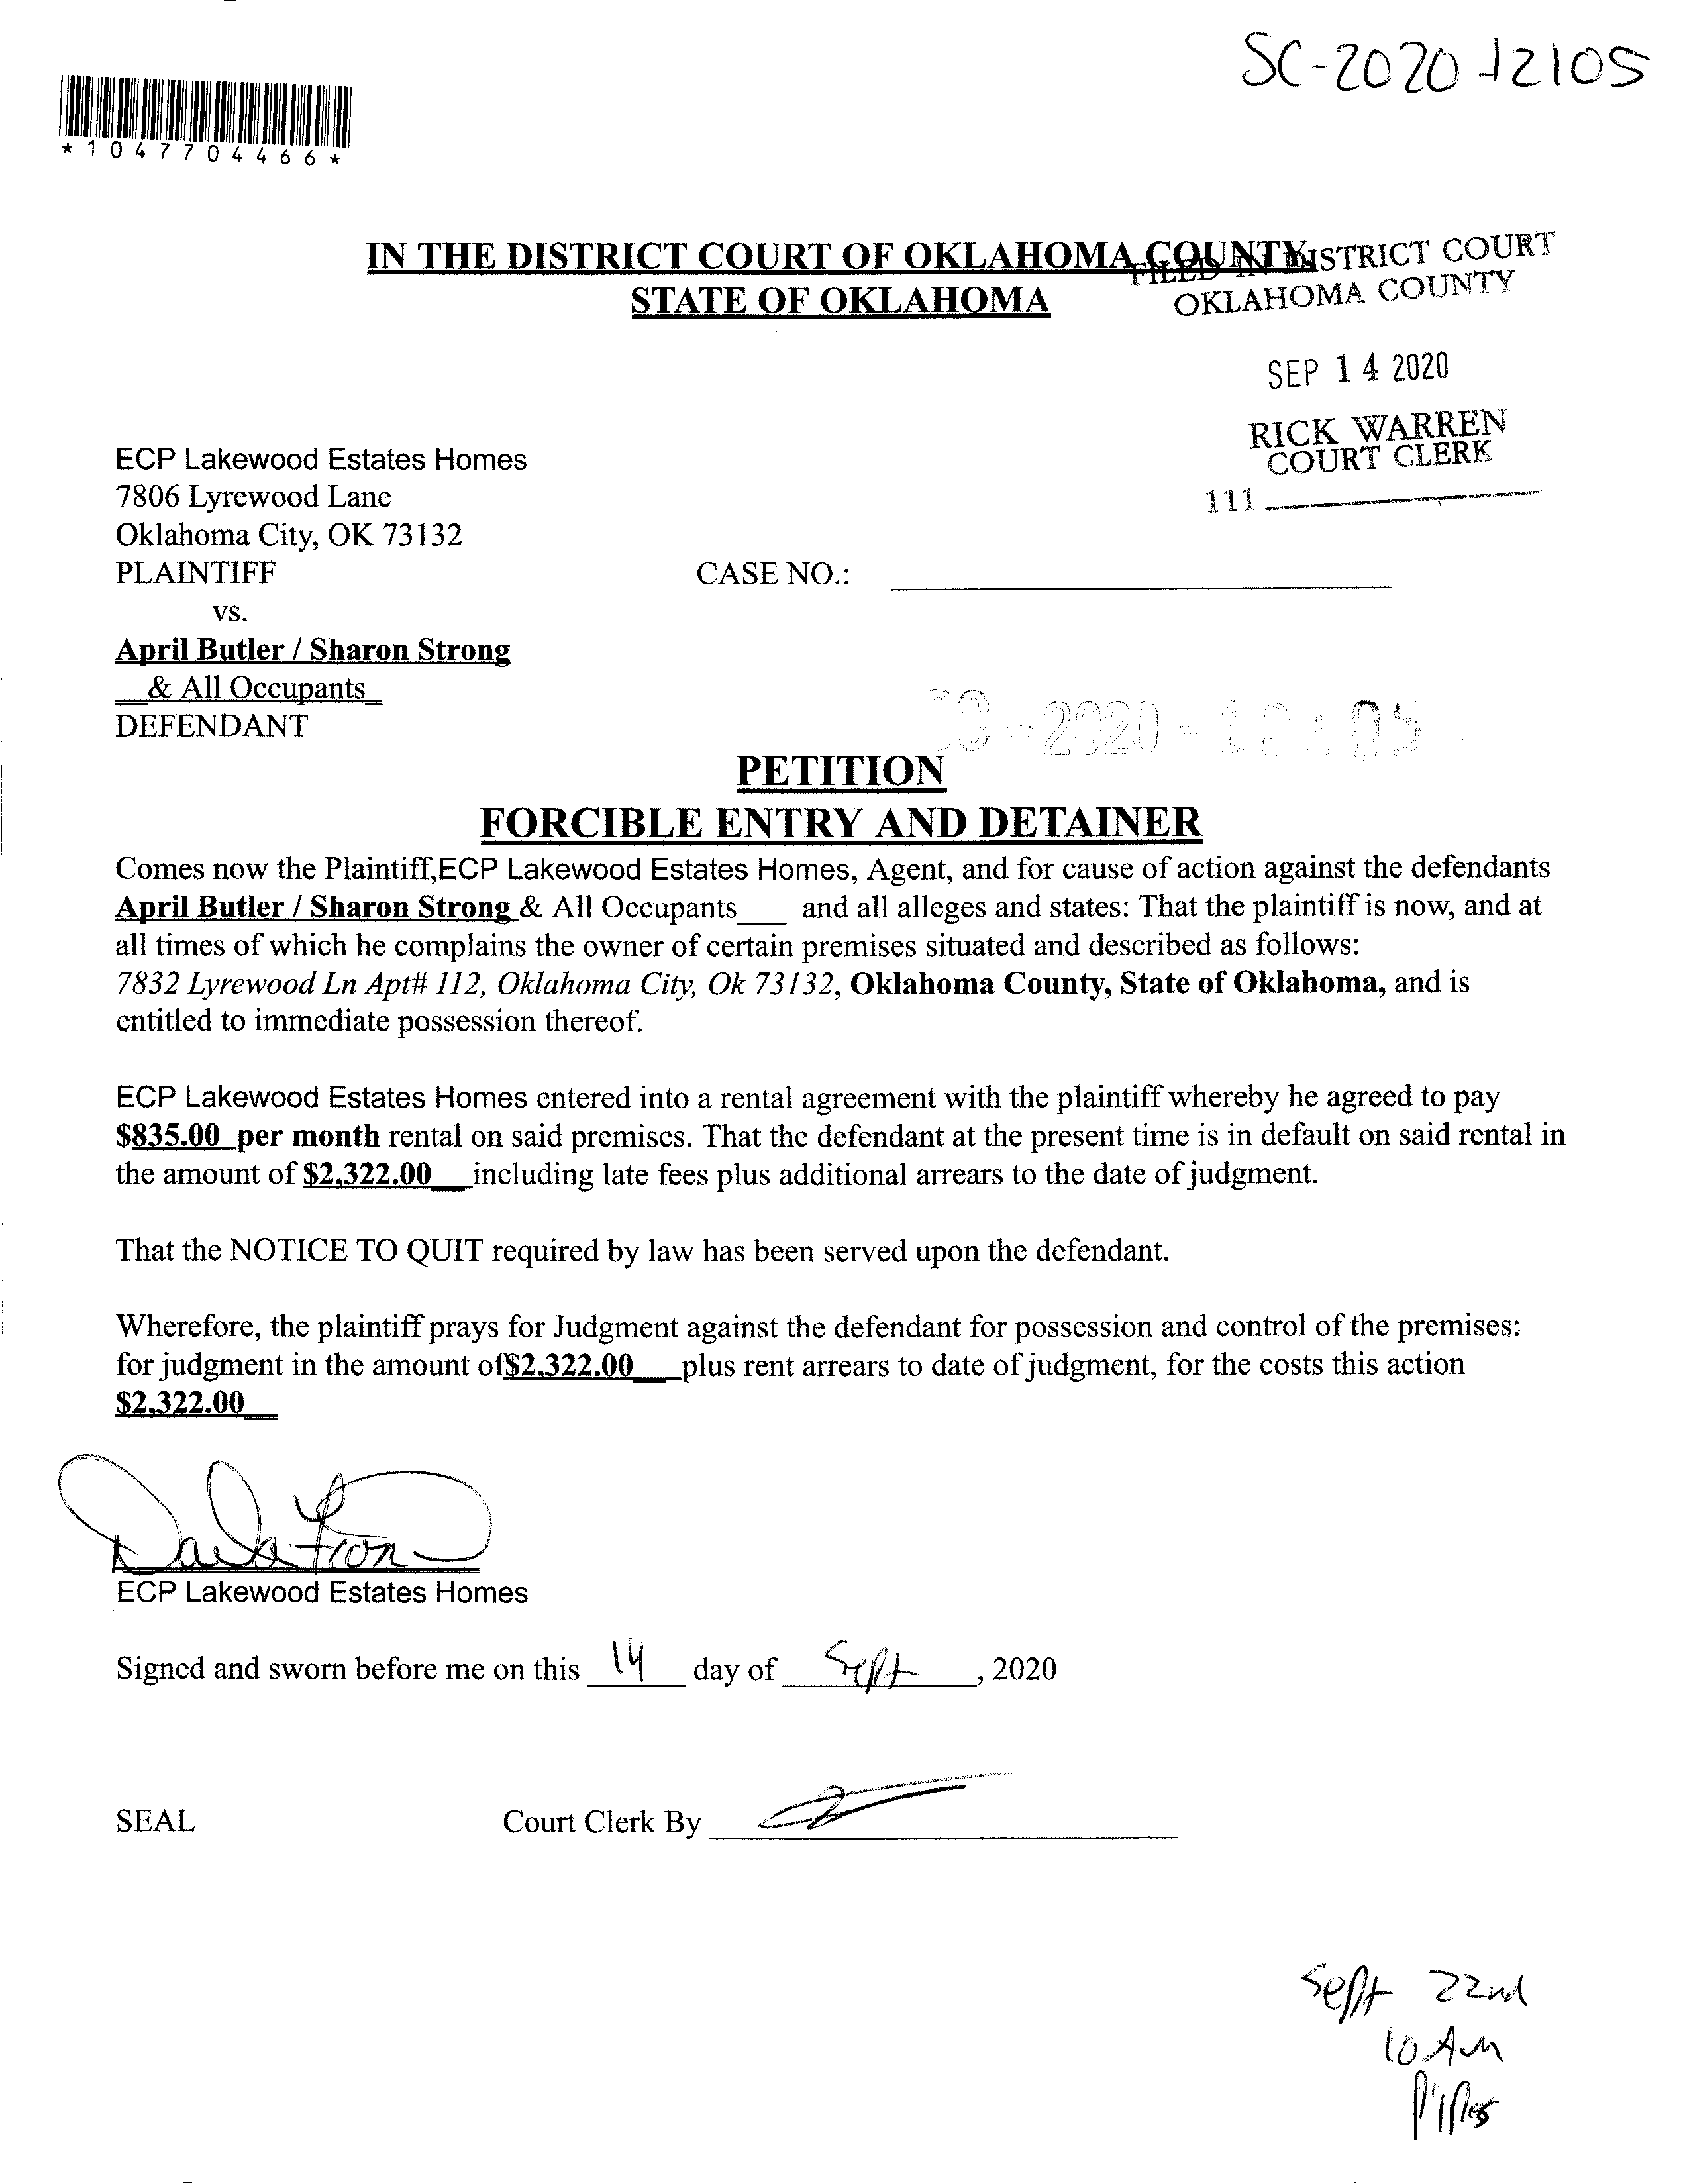 SC-2020-12105
*1047704466*
IN THE DISTRICT COURT OF OKLAHOMA COUNTY
STATE OF OKLAHOMA
FILED IN DISTRICT COURT
OKLAHOMA COUNTY
SEP 14 2020
RICK WARREN
COURT CLERK
111
ECP Lakewood Estates Homes
7806 Lyrewood Lane
Oklahoma City, OK 73132
PLAINTIFF
CASE NO.:
vs.
April Butler / Sharon Strong
& All Occupants
DEFENDANT
SC-2020-12105
PETITION
FORCIBLE ENTRY AND DETAINER
Comes now the Plaintiff,ECP Lakewood Estates Homes, Agent, and for cause of action against the defendants
April Butler / Sharon Strong & All Occupants___ and all alleges and states: That the plaintiff is now, and at
all times of which he complains the owner of certain premises situated and described as follows:
7832 Lyrewood Ln Apt# 112, Oklahoma City, Ok 73132, Oklahoma County, State of Oklahoma, and is
entitled to immediate possession thereof.
ECP Lakewood Estates Homes entered into a rental agreement with the plaintiff whereby he agreed to pay
$835.00 per month rental on said premises. That the defendant at the present time is in default on said rental in
the amount of $2,322.00__ including late fees plus additional arrears to the date of judgment.
That the NOTICE TO QUIT required by law has been served upon the defendant.
Wherefore, the plaintiff prays for Judgment against the defendant for possession and control of the premises:
for judgment in the amount of$2,322.00___plus rent arrears to date of judgment, for the costs this action
$2,322.00__
ECP Lakewood Estates Homes
Signed and sworn before me on this 14 day of Sept, 2020
SEAL
Court Clerk By
Sept 22nd
10 AM